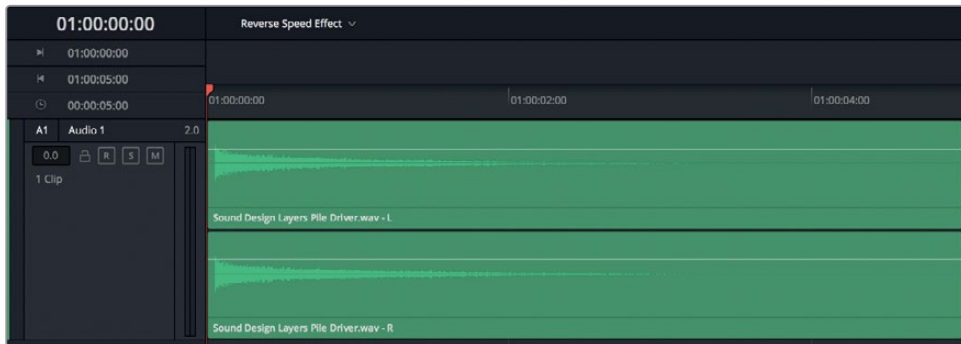 01:00:00:00
Reverse Speed Effect
01:00:00:00
01:00:05:00
00:00:05:00
01:00:00:00 01:00:02:00 01:00:04:00
A1 Audio 1 2.0
0.0 R S M
1 Clip
Sound Design Layers Pile Driver.wav - L
Sound Design Layers Pile Driver.wav - R